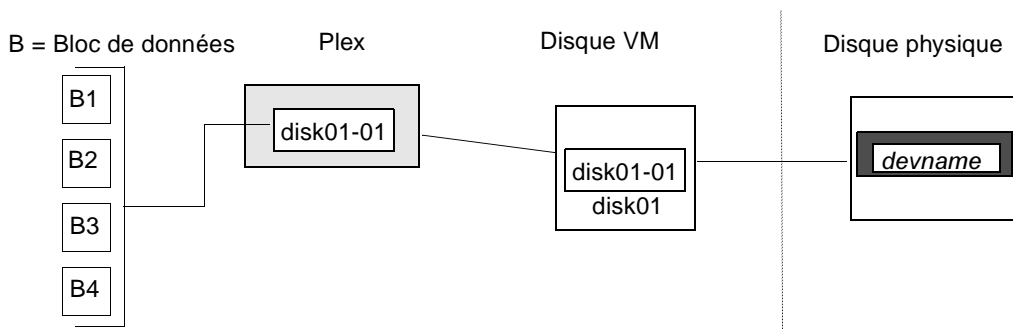 B = Bloc de données
Plex
Disque VM
Disque physique
B1
B2
B3
B4
disk01-01
disk01-01
disk01
devname